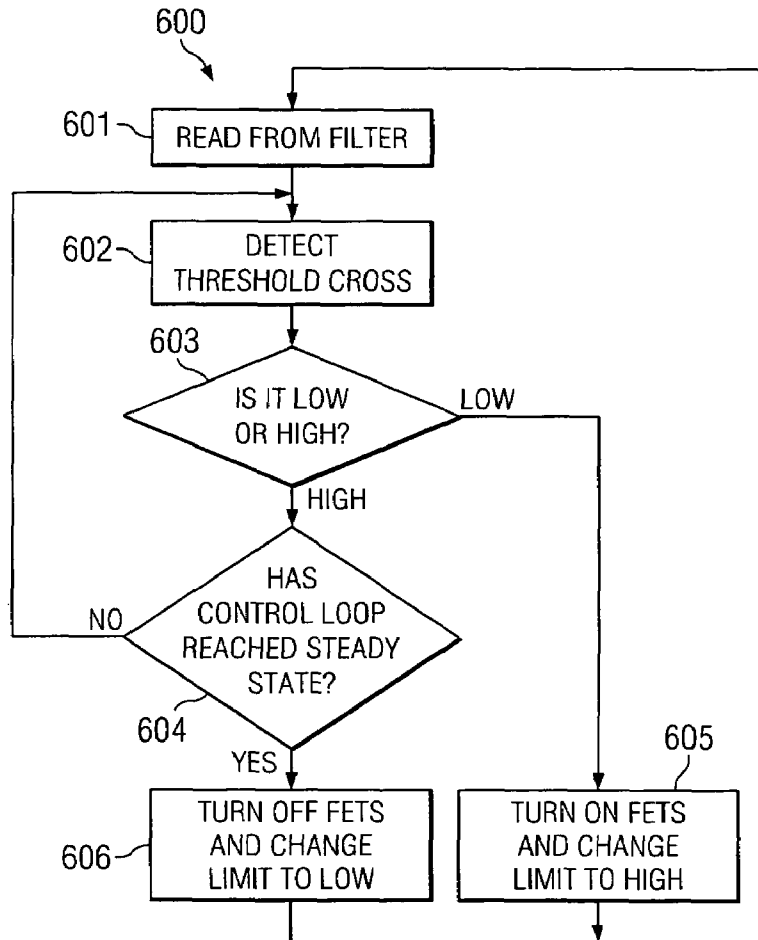 600
601
READ FROM FILTER
602
DETECT
THRESHOLD CROSS
603
IS IT LOW
OR HIGH?
LOW
HIGH
HAS
CONTROL LOOP
REACHED STEADY
STATE?
NO
604
YES
605
606
TURN OFF FETS
AND CHANGE
LIMIT TO LOW
TURN ON FETS
AND CHANGE
LIMIT TO HIGH